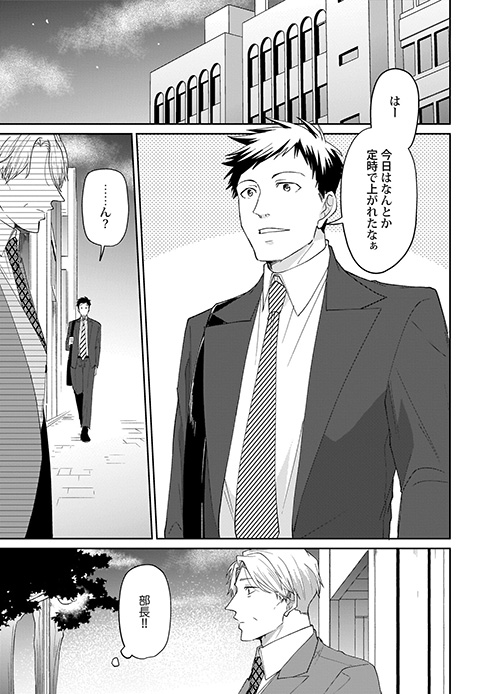 はー
今日はなんとか
定時で上がれたなぁ
……ん?
部長!!